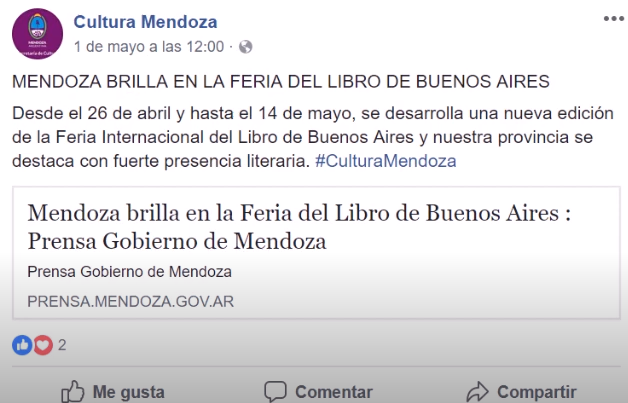 Cultura Mendoza
1 de mayo a las 12:00 ·
MENDOZA BRILLA EN LA FERIA DEL LIBRO DE BUENOS AIRES
Desde el 26 de abril y hasta el 14 de mayo, se desarrolla una nueva edición
de la Feria Internacional del Libro de Buenos Aires y nuestra provincia se
destaca con fuerte presencia literaria. #CulturaMendoza
Mendoza brilla en la Feria del Libro de Buenos Aires :
Prensa Gobierno de Mendoza
Prensa Gobierno de Mendoza
PRENSA.MENDOZA.GOV.AR
2
Me gusta Comentar Compartir